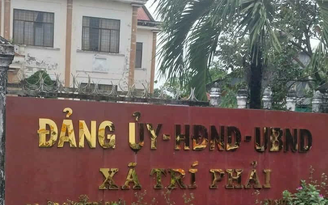 ĐẢNG ỦY-HĐND-UBND
XÃ TRÍ PHẢI